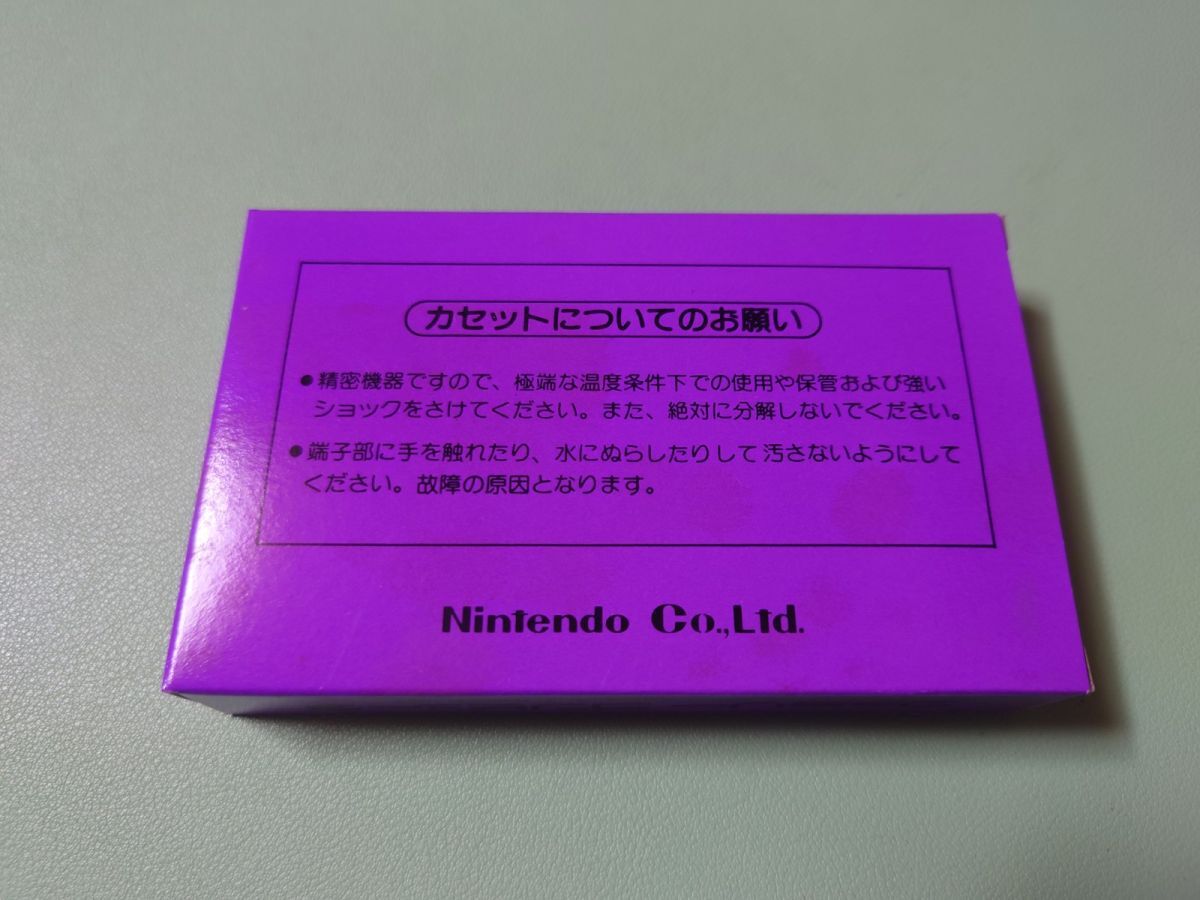 カセットについてのお願い
●精密機器ですので、極端な温度条件下での使用や保管および強い
ショックをさけてください。また、絶対に分解しないでください。
●端子部に手を触れたり、水にぬらしたりして汚さないようにして
ください。故障の原因となります。
Nintendo Co.,Ltd.